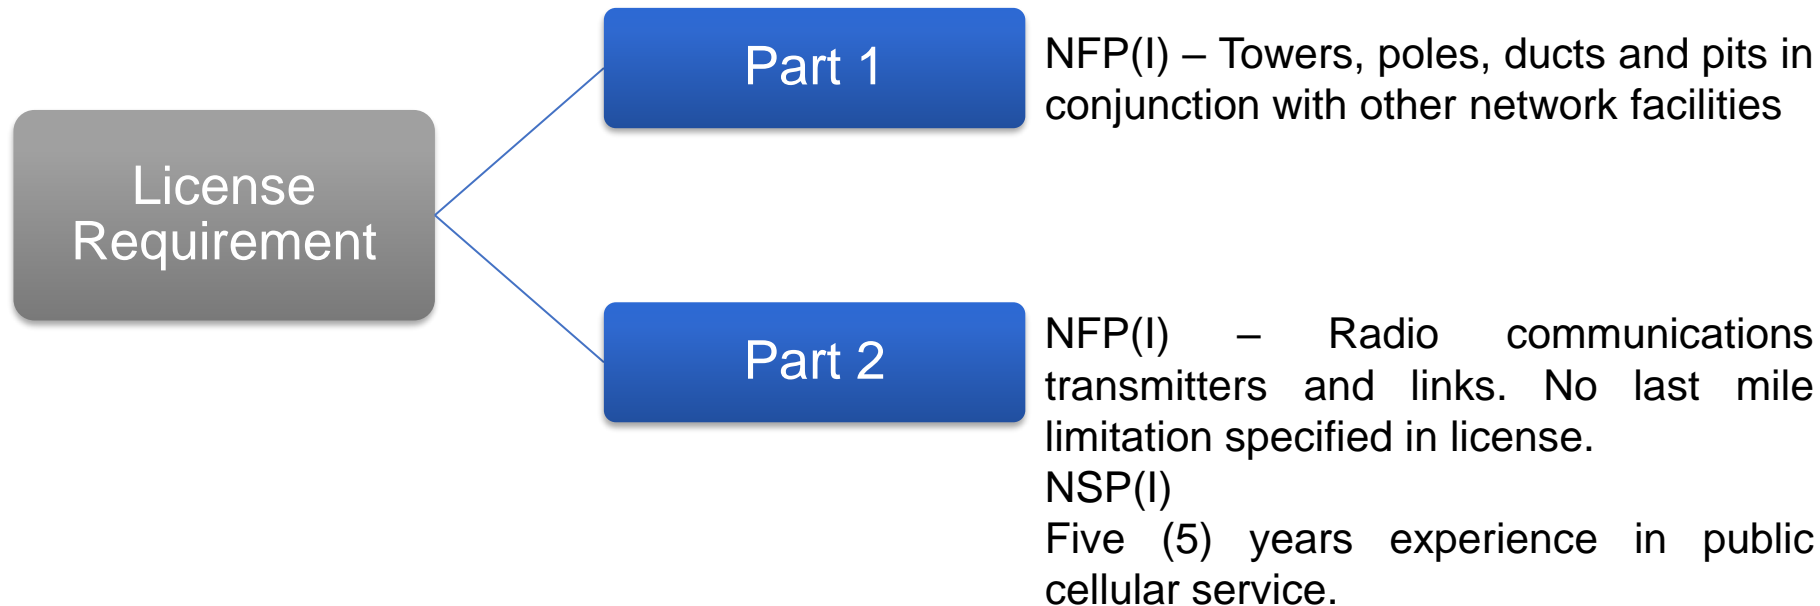 License
Requirement
Part 1
NFP(I) – Towers, poles, ducts and pits in
conjunction with other network facilities
Part 2
NFP(I) – Radio communications
transmitters and links. No last mile
limitation specified in license.
NSP(I)
Five (5) years experience in public
cellular service.